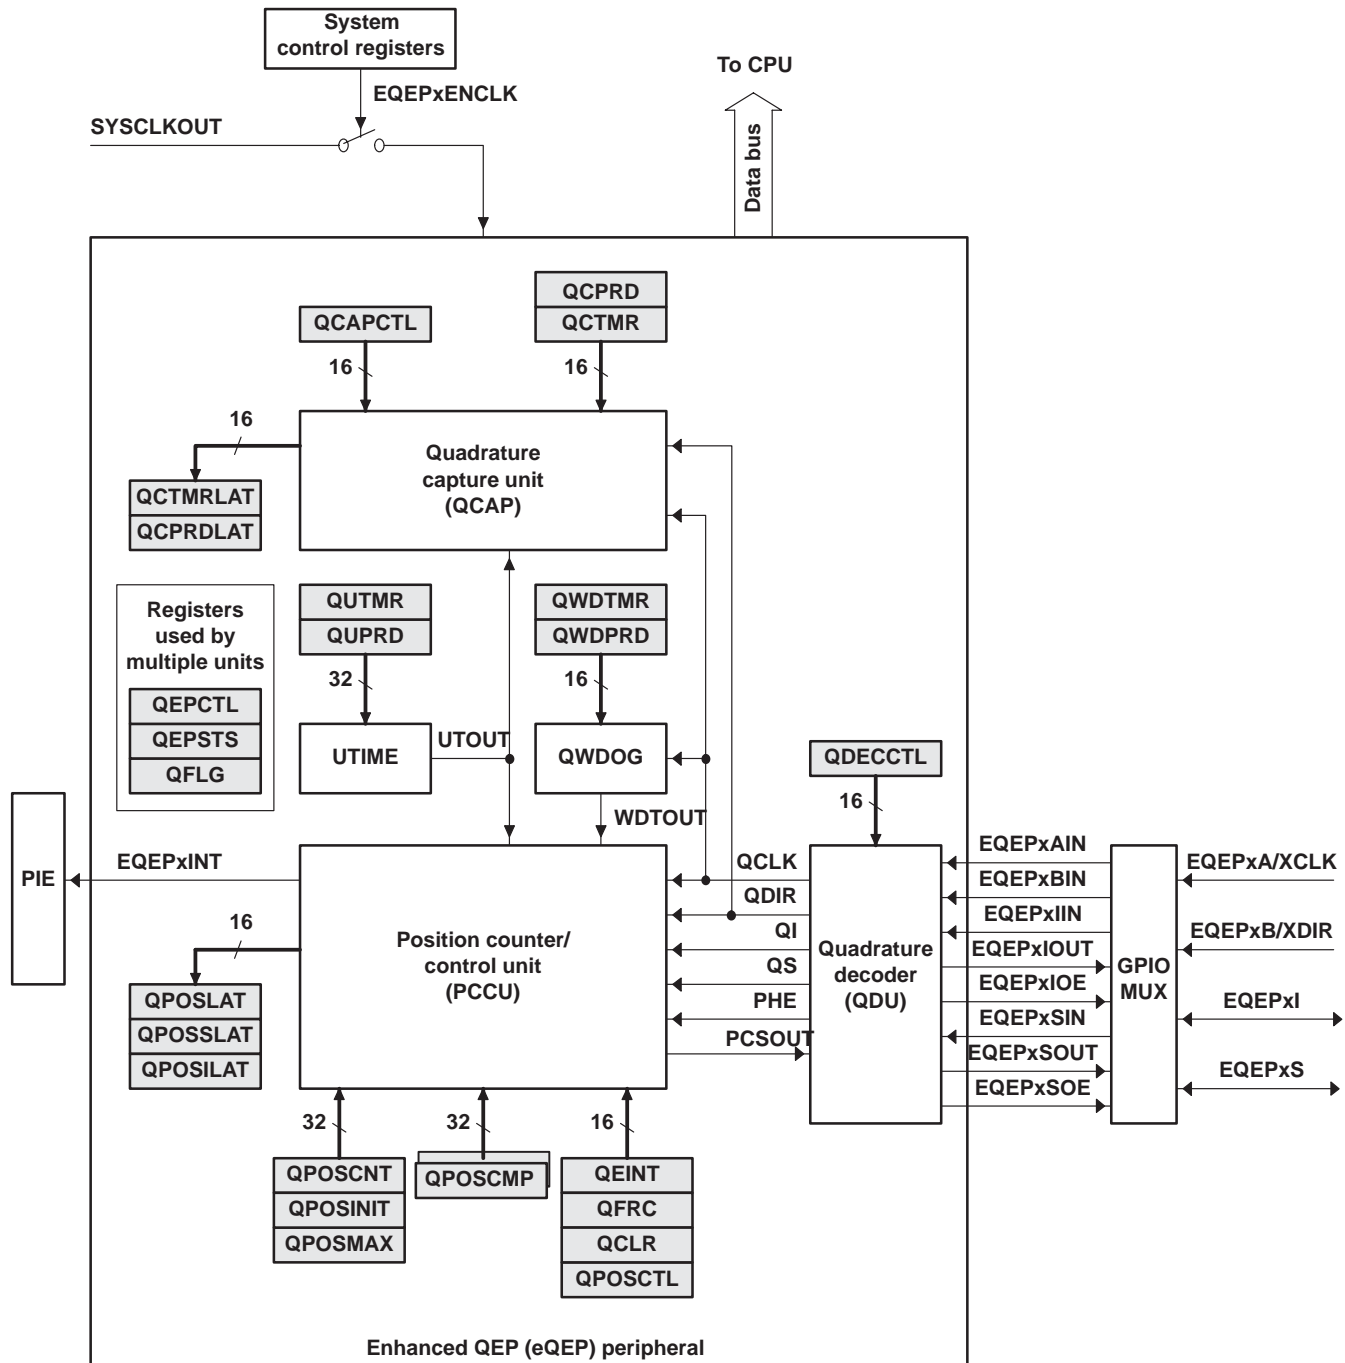 System
control registers
To CPU
EQEPxENCLK
SYSCLKOUT
Data bus
QCPRD
QCAPCTL
QCTMR
16
16
16
Quadrature
capture unit
(QCAP)
QCTMRLAT
QCPRDLAT
Registers
used by
multiple units
QEPCTL
QEPSTS
QFLG
QUTMR
QUPRD
32
UTIME
UTOUT
QWDTMR
QWDPRD
16
QWDOG
WDTOUT
QDECCTL
16
PIE
EQEPxINT
16
QPOSLAT
QPOSSLAT
QPOSILAT
Position counter/
control unit
(PCCU)
QCLK
QDIR
QI
QS
PHE
PCSOUT
Quadrature
decoder
(QDU)
EQEPxAIN
EQEPxBIN
EQEPxIIN
EQEPxIOUT
EQEPxIOE
EQEPxSIN
EQEPxSOUT
EQEPxSOE
GPIO
MUX
EQEPxA/XCLK
EQEPxB/XDIR
EQEPxI
EQEPxS
32
32
16
QPOSCNT
QPOSINIT
QPOSMAX
QPOSCMP
QEINT
QFRC
QCLR
QPOSCTL
Enhanced QEP (eQEP) peripheral